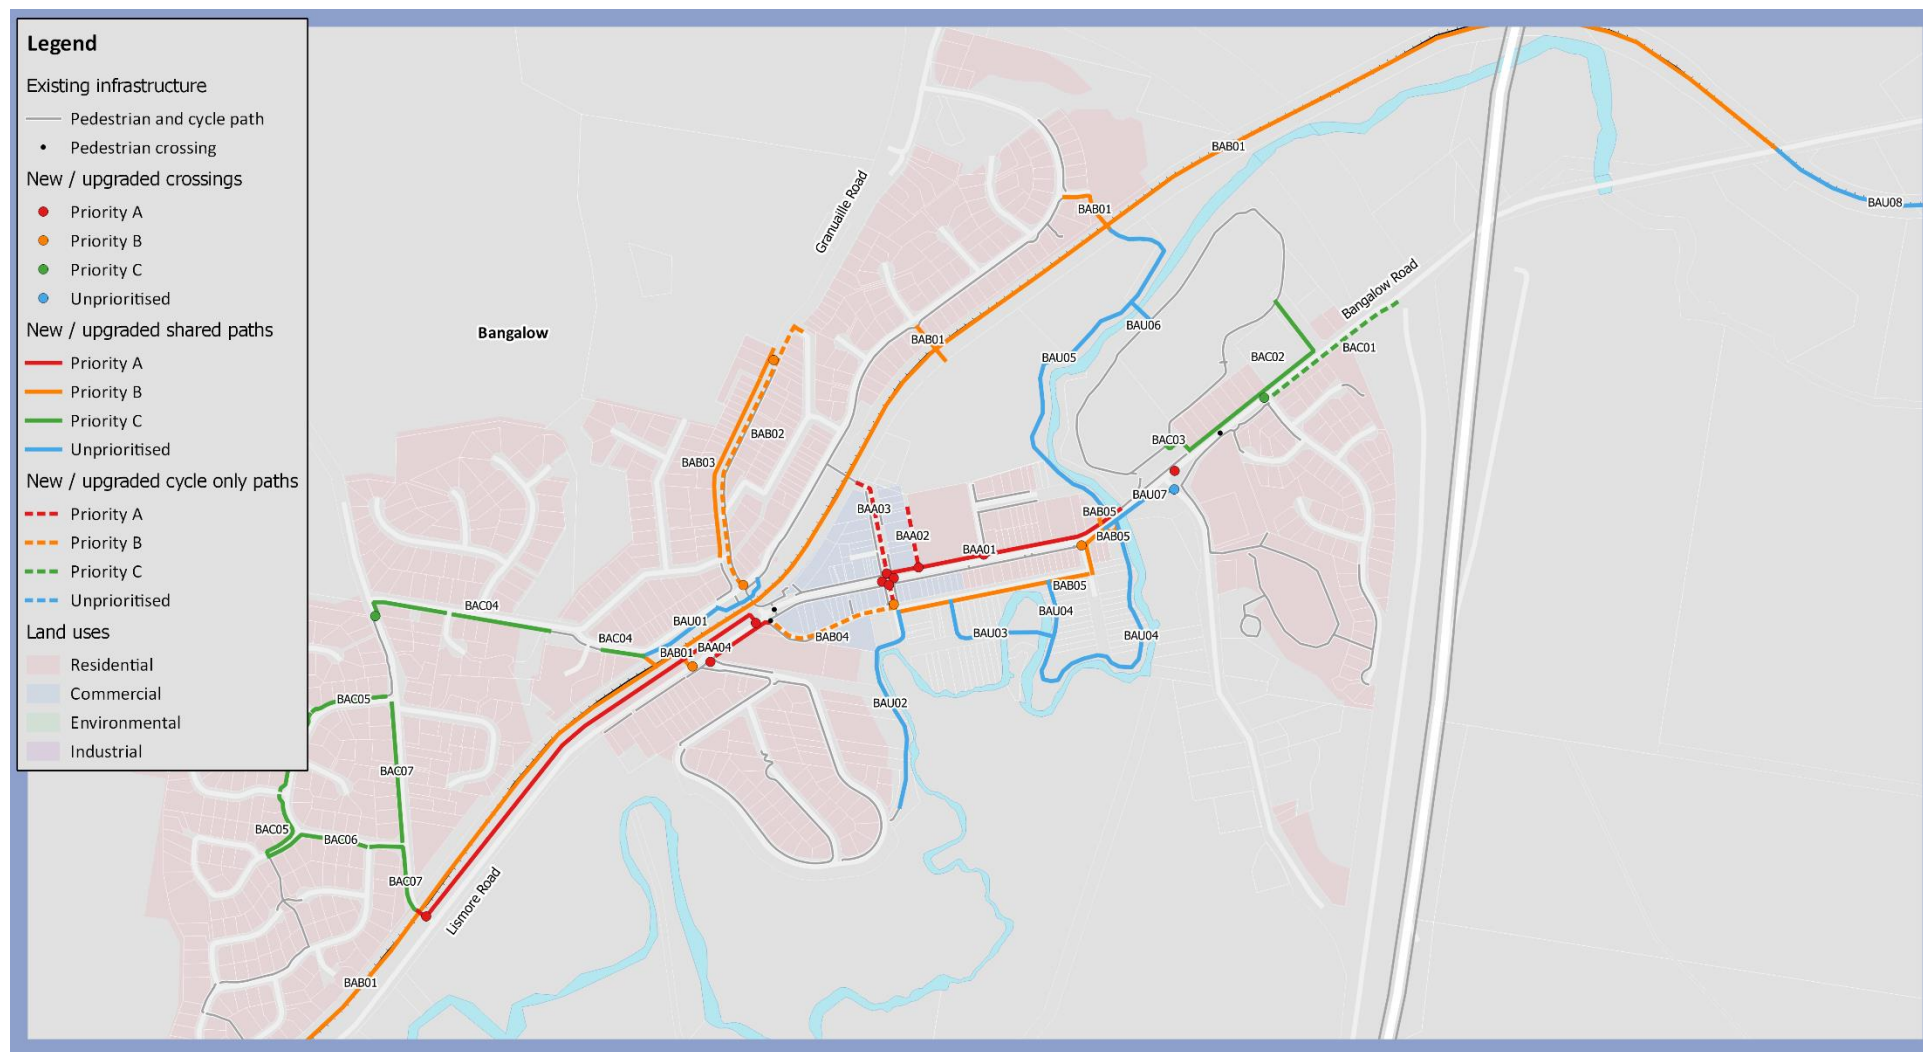 Legend
Existing infrastructure
Pedestrian and cycle path
Pedestrian crossing
New / upgraded crossings
Priority A
Priority B
Priority C
Unprioritised
New / upgraded shared paths
Priority A
Priority B
Priority C
Unprioritised
New / upgraded cycle only paths
Priority A
Priority B
Priority C
Unprioritised
Land uses
Residential
Commercial
Environmental
Industrial
BAB01
Granuaille Road
BAU08
BAB01
Bangalow Road
Bangalow
BAU06
BAB01
BAC01
BAU05
BAC02
BAB02
BAC03
BAB03
BAU07
BAA03
BAB05
BAA02
BAB05
BAA01
BAB05
BAC04
BAU04
BAU01
BAU03
BAU04
BAB04
BAC04
BAA04
BAB01
BAC05
BAU02
BAC07
BAC05
BAC06
BAC07
Lismore Road
BAB01